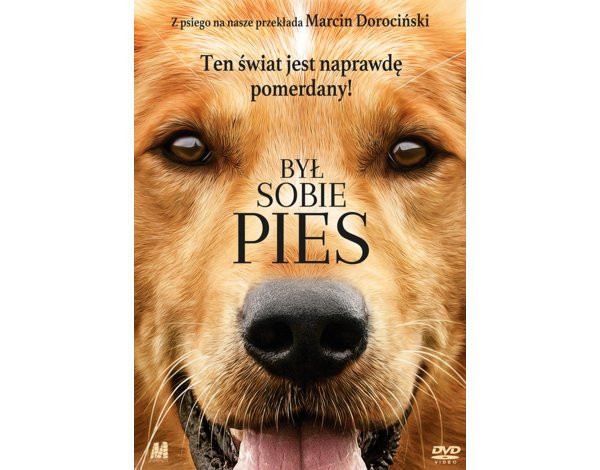 Z psiego na nasze przekłada Marcin Dorociński
Ten świat jest naprawdę
pomerdany!
BYŁ
SOBIE
PIES
M
DVD
VIDEO